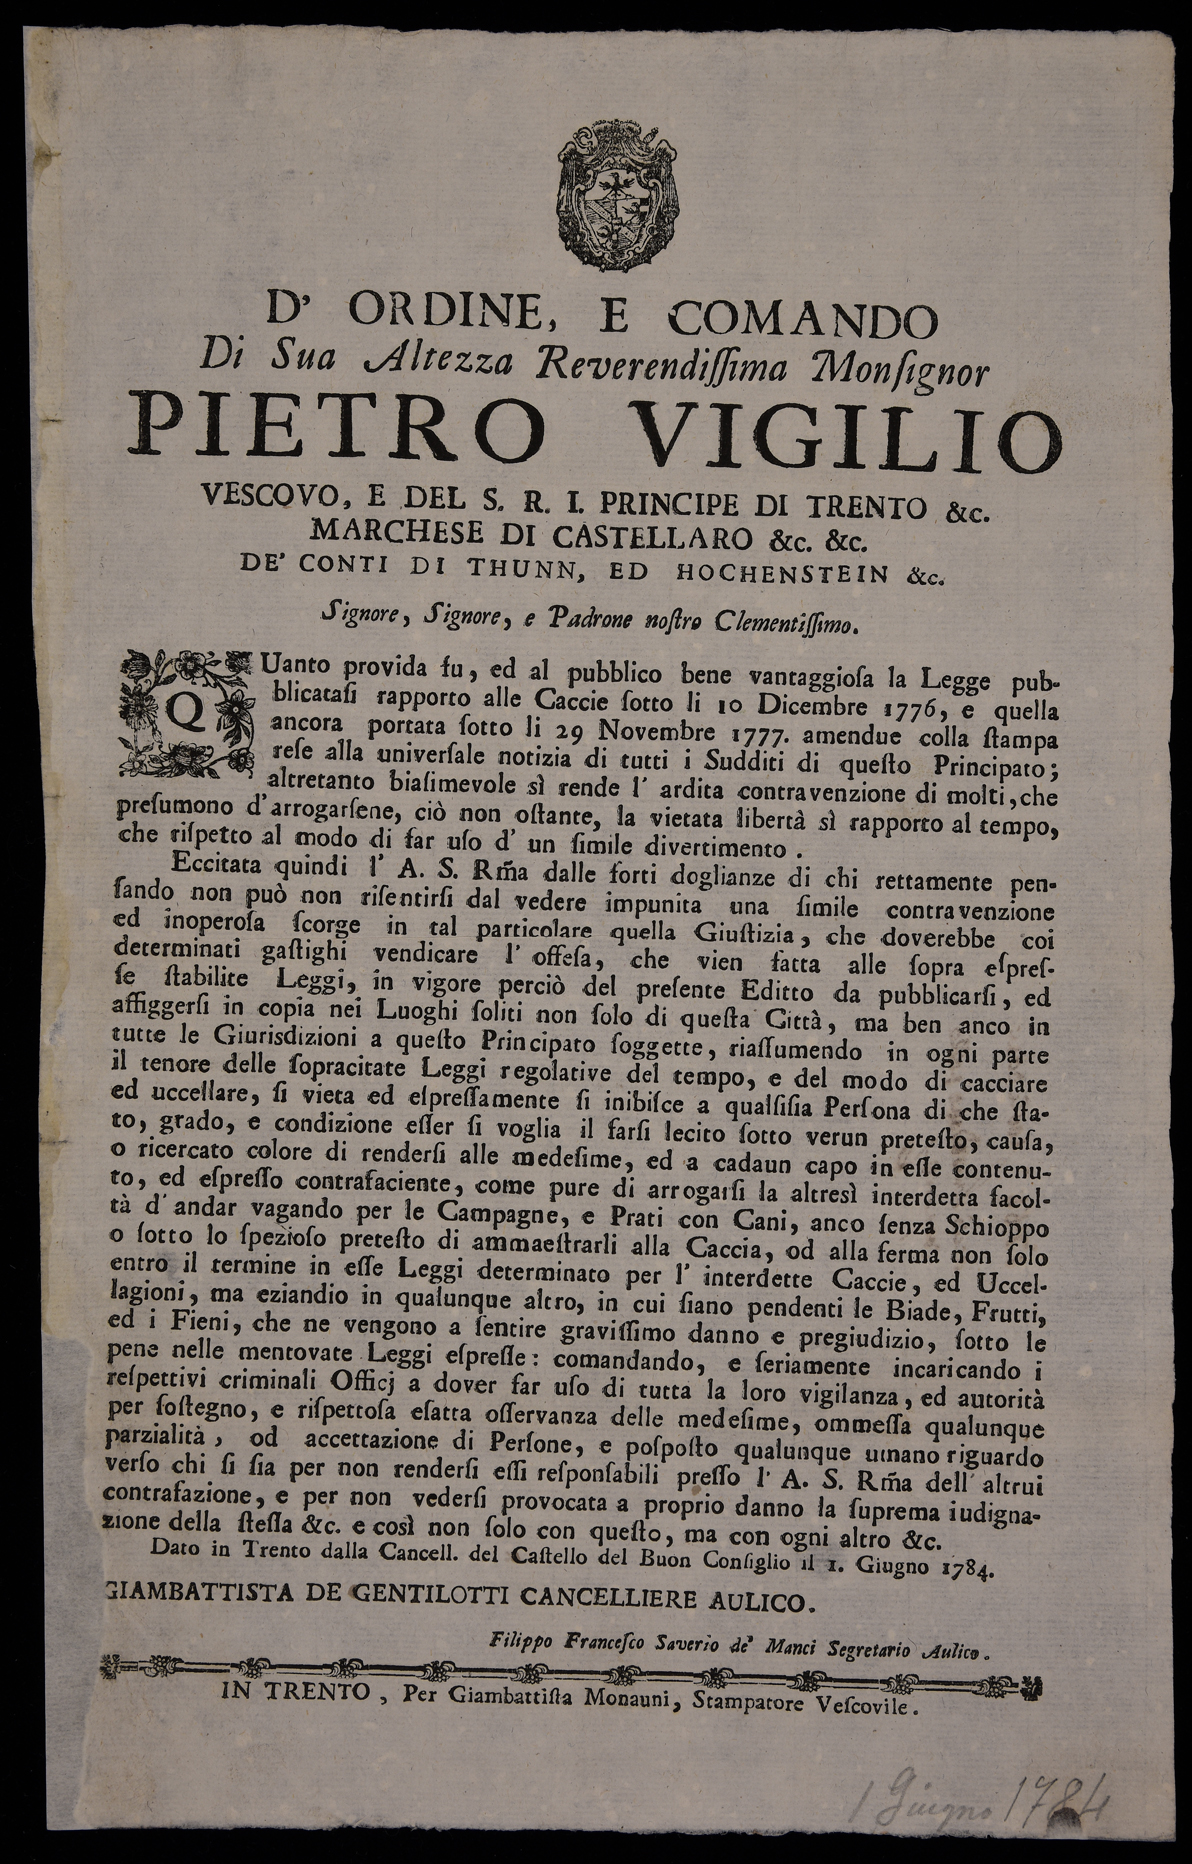 D' ORDINE, E COMANDO
Di Sua Altezza Reverendiſſima Monſignor
PIETRO VIGILIO
VESCOVO, E DEL S. R. I. PRINCIPE DI TRENTO &c.
MARCHESE DI CASTELLARO &c. &c.
DE' CONTI DI THUNN, ED HOCHENSTEIN &c.
Signore, Signore, e Padrone noſtro Clementiſſimo.
QUanto provida fu, ed al pubblico bene vantaggioſa la Legge pub-
blicataſi rapporto alle Caccie ſotto li 10 Dicembre 1776, e quella
ancora portata ſotto li 29 Novembre 1777. amendue colla ſtampa
reſe alla univerſale notizia di tutti i Sudditi di queſto Principato;
altretanto biaſimevole sì rende l' ardita contravenzione di molti, che
preſumono d'arrogarſene, ciò non oſtante, la vietata libertà sì rapporto al tempo,
che riſpetto al modo di far uſo d' un ſimile divertimento.
Eccitata quindi l' A. S. Rm̃a dalle forti doglianze di chi rettamente pen-
ſando non può non riſentirſi dal vedere impunita una ſimile contravenzione
ed inoperoſa ſcorge in tal particolare quella Giuſtizia, che doverebbe coi
determinati gaſtighi vendicare l' offeſa, che vien fatta alle ſopra eſpreſ-
ſe ſtabilite Leggi, in vigore perciò del preſente Editto da pubblicarſi, ed
affiggerſi in copia nei Luoghi ſoliti non ſolo di queſta Città, ma ben anco in
tutte le Giurisdizioni a queſto Principato ſoggette, riaſſumendo in ogni parte
il tenore delle ſopracitate Leggi regolative del tempo, e del modo di cacciare
ed uccellare, ſi vieta ed eſpreſſamente ſi inibiſce a qualſiſia Perſona di che ſta-
to, grado, e condizione eſſer ſi voglia il farſi lecito ſotto verun preteſto, cauſa,
o ricercato colore di renderſi alle medeſime, ed a cadaun capo in eſſe contenu-
to, ed eſpreſſo contrafaciente, come pure di arrogarſi la altresì interdetta facol-
tà d' andar vagando per le Campagne, e Prati con Cani, anco ſenza Schioppo
o ſotto lo ſpezioſo preteſto di ammaeſtrarli alla Caccia, od alla ferma non ſolo
entro il termine in eſſe Leggi determinato per l' interdette Caccie, ed Uccel-
lagioni, ma eziandio in qualunque altro, in cui ſiano pendenti le Biade, Frutti,
ed i Fieni, che ne vengono a ſentire graviſſimo danno e pregiudizio, ſotto le
pene nelle mentovate Leggi eſpreſſe: comandando, e ſeriamente incaricando i
reſpettivi criminali Officj a dover far uſo di tutta la loro vigilanza, ed autorità
per ſoſtegno, e riſpettoſa eſatta oſſervanza delle medeſime, ommeſſa qualunque
parzialità, od accettazione di Perſone, e poſpoſto qualunque umano riguardo
verſo chi ſi ſia per non renderſi eſſi reſponſabili preſſo l' A. S. Rm̃a dell' altrui
contrafazione, e per non vederſi provocata a proprio danno la ſuprema iudigna-
zione della ſteſſa &c. e così non ſolo con queſto, ma con ogni altro &c.
Dato in Trento dalla Cancell. del Caſtello del Buon Conſiglio il 1. Giugno 1784.
GIAMBATTISTA DE GENTILOTTI CANCELLIERE AULICO.
Filippo Franceſco Saverio de' Manci Segretario Aulico.
IN TRENTO, Per Giambattiſta Monauni, Stampatore Veſcovile.
1 Giugno 1784